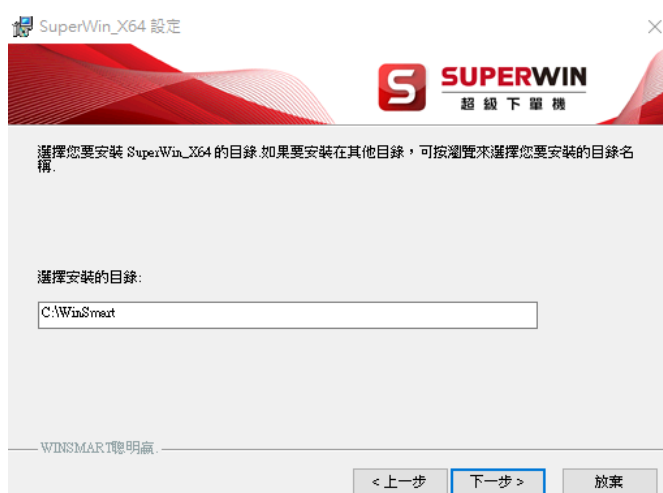 SuperWin_X64 設定
SUPERWIN
超級下單機
選擇您要安裝 SuperWin_X64 的目錄.如果要安裝在其他目錄,可按瀏覽來選擇您要安裝的目錄名
稱.
選擇安裝的目錄:
C:\WinSmart
WINSMART聰明贏.
<上一步
下一步>
放棄